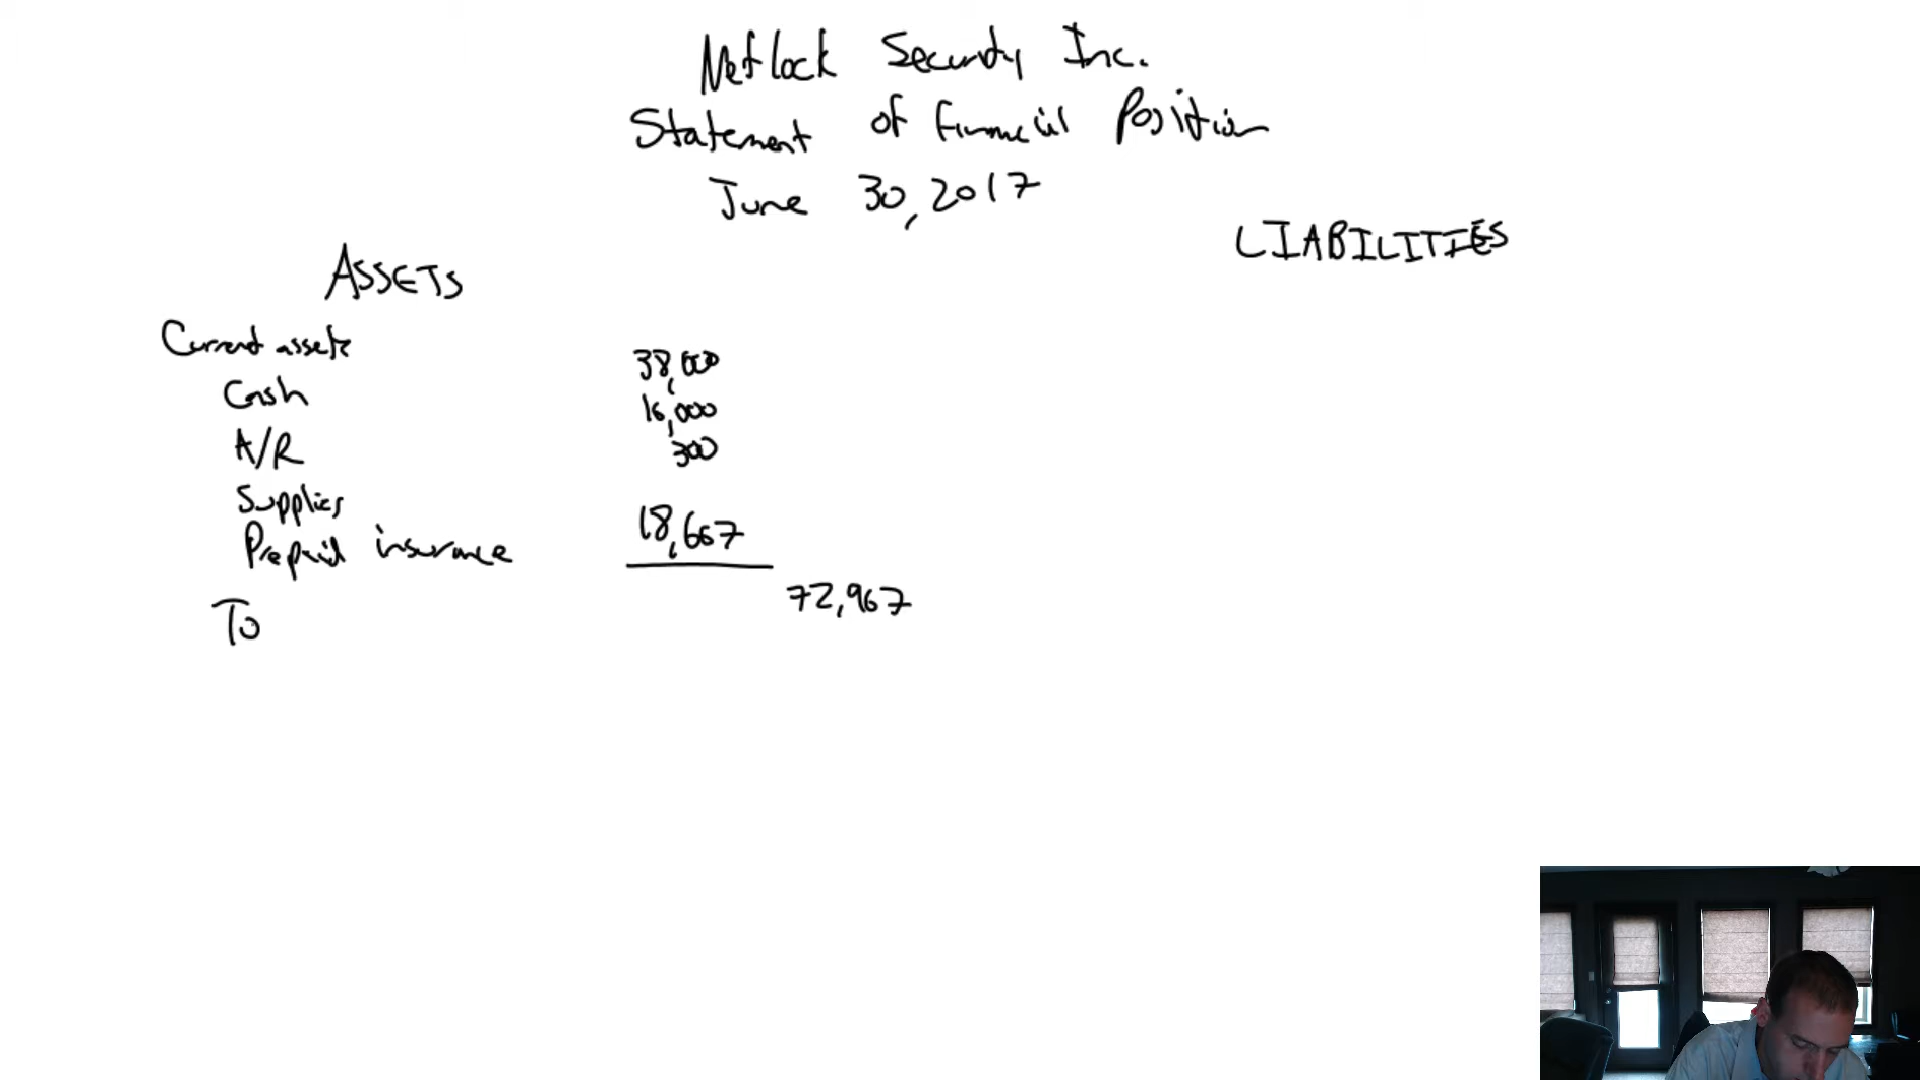 Netlock Security Inc.
Statement of Financial Position
June 30, 2017
LIABILITIES
ASSETS
Current assets
Cash 38,000
A/R 16,000
Supplies 300
Prepaid insurance 18,667
72,967
To